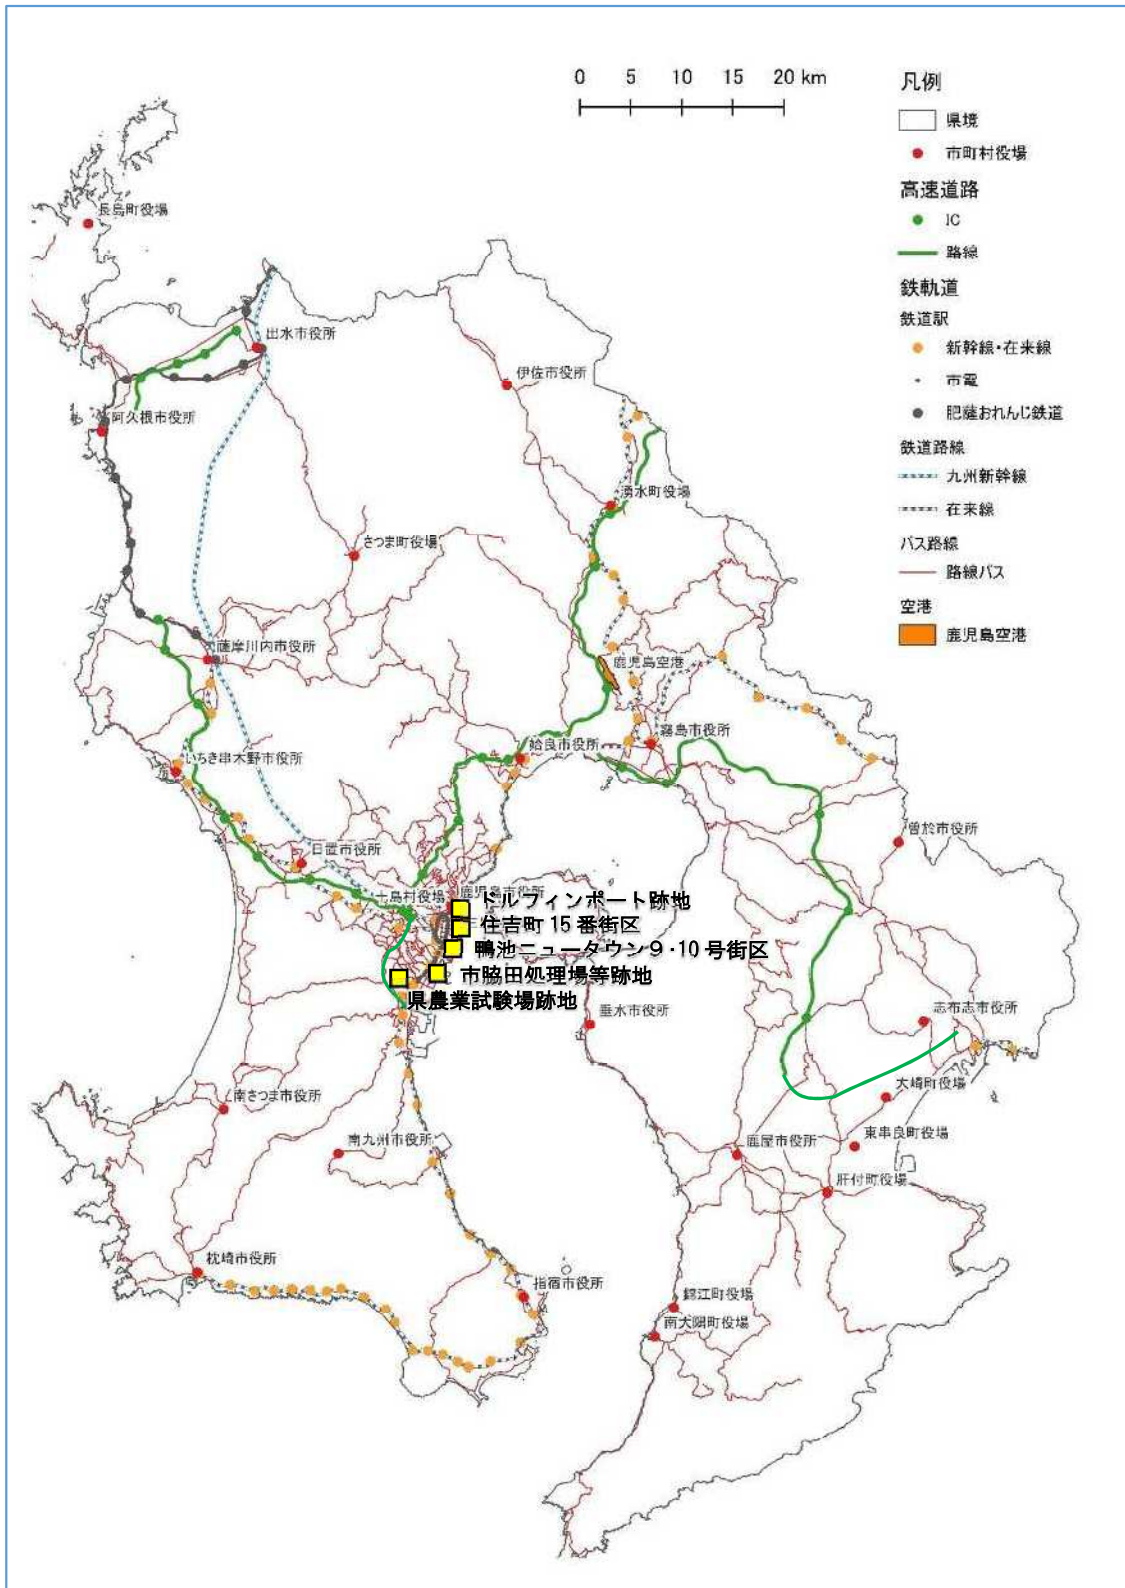 0 5 10 15 20 km
凡例
県境
市町村役場
高速道路
IC
路線
鉄軌道
鉄道駅
新幹線・在来線
市電
肥薩おれんじ鉄道
鉄道路線
九州新幹線
在来線
バス路線
路線バス
空港
鹿児島空港
長島町役場
出水市役所
伊佐市役所
阿久根市役所
湧水町役場
さつま町役場
薩摩川内市役所
鹿児島空港
霧島市役所
姶良市役所
いちき串木野市役所
曽於市役所
日置市役所
十島村役場
鹿児島市役所
ドルフィンポート跡地
住吉町15番街区
鴨池ニュータウン9・10号街区
市脇田処理場等跡地
県農業試験場跡地
垂水市役所
志布志市役所
大崎町役場
南さつま市役所
東串良町役場
南九州市役所
鹿屋市役所
肝付町役場
枕崎市役所
指宿市役所
錦江町役場
南大隅町役場